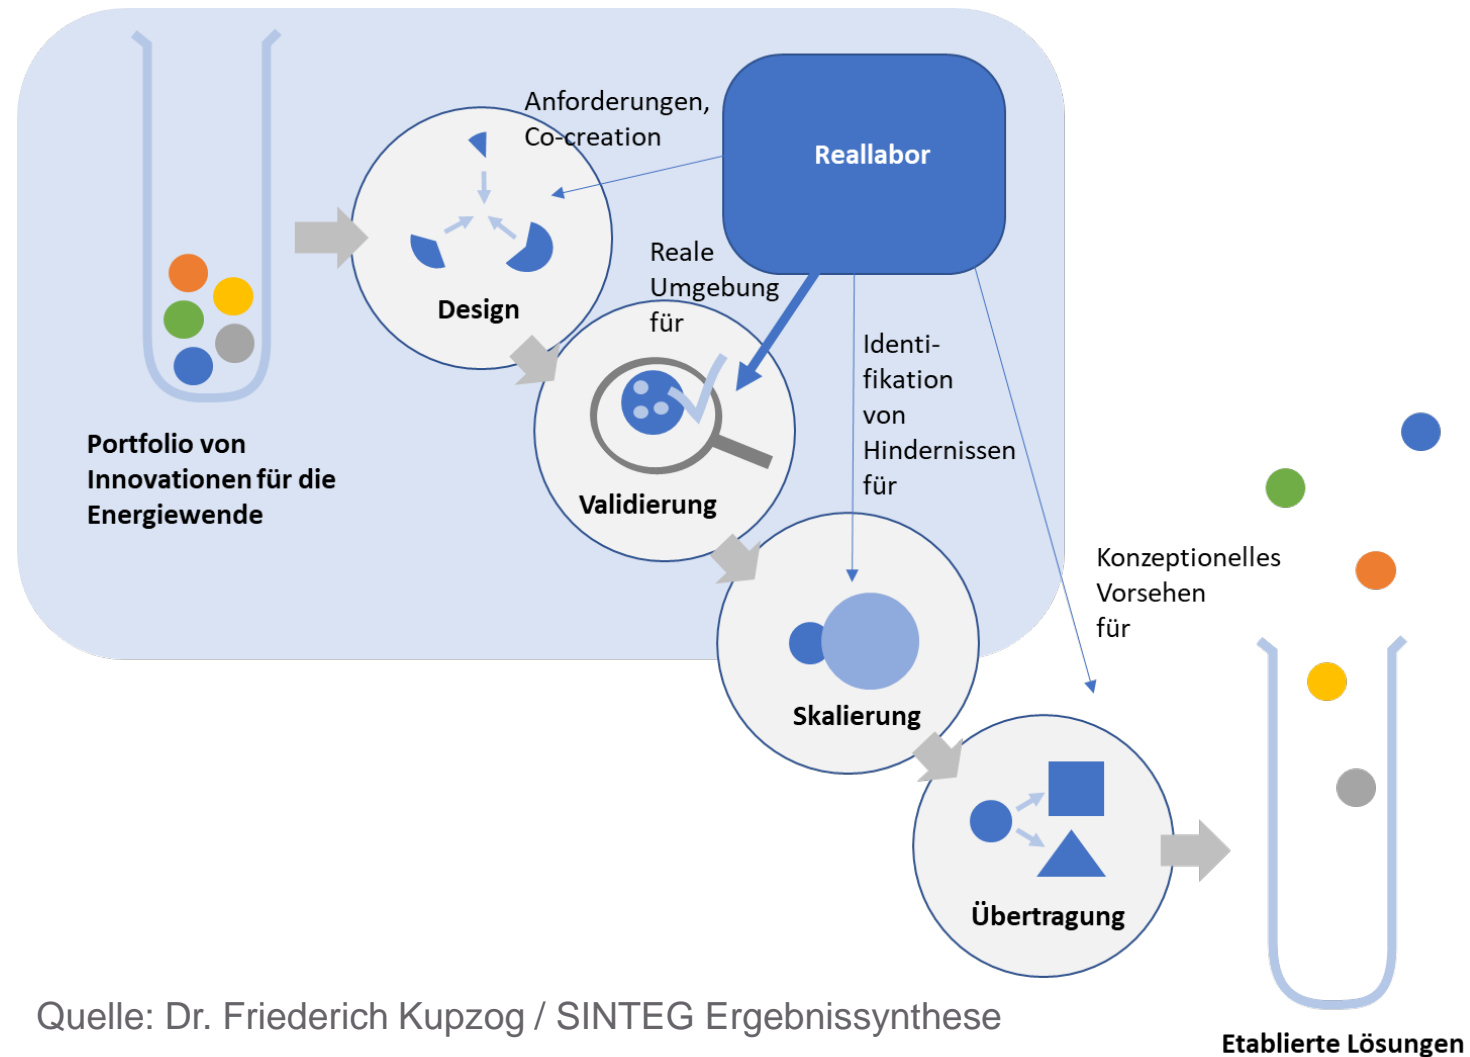 Anforderungen,
Co-creation
Reallabor
Design
Reale
Umgebung
für
Identi-
fikation
von
Hindernissen
für
Portfolio von
Innovationen für die
Energiewende
Validierung
Konzeptionelles
Vorsehen
für
Skalierung
Übertragung
Quelle: Dr. Friederich Kupzog / SINTEG Ergebnissynthese
Etablierte Lösungen